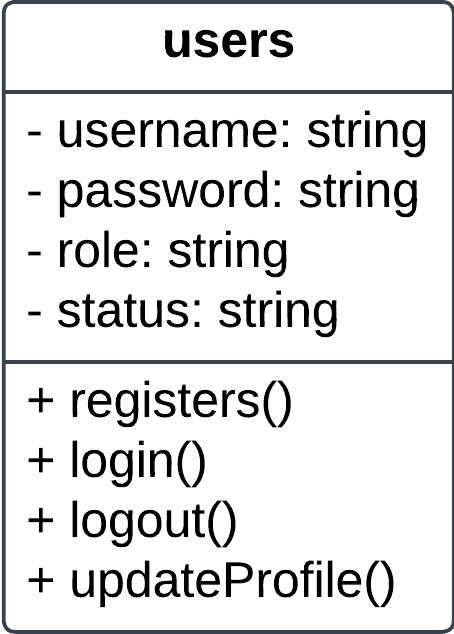 users
- username: string
- password: string
- role: string
- status: string
+ registers()
+ login()
+ logout()
+ updateProfile()